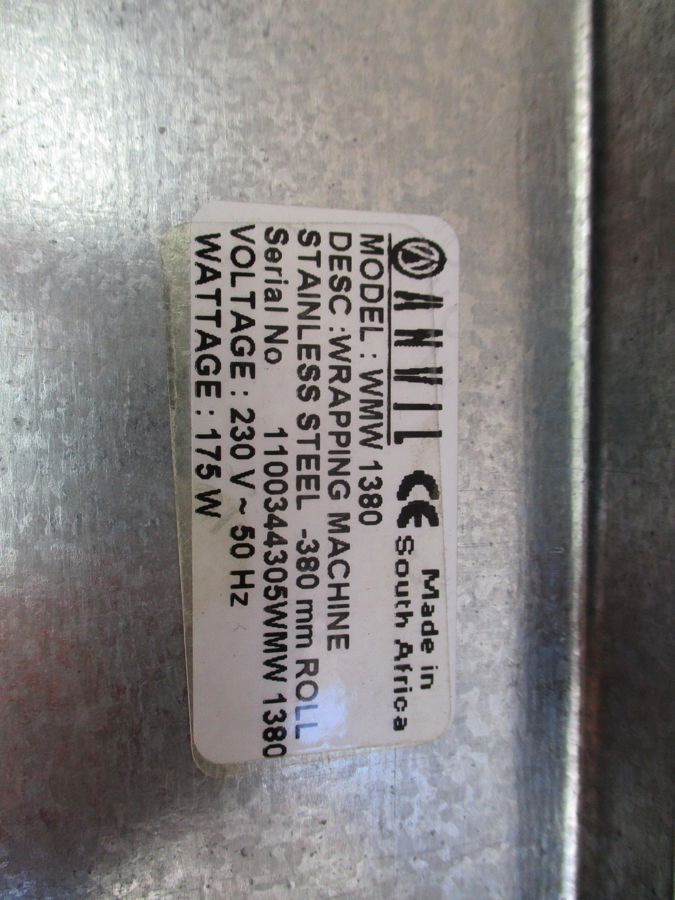 ANVIL CE Made in South Africa
MODEL : WMW 1380
DESC :WRAPPING MACHINE
STAINLESS STEEL -380 mm ROLL
Serial No 1100344305WMW 1380
VOLTAGE : 230 V ~ 50 Hz
WATTAGE : 175 W